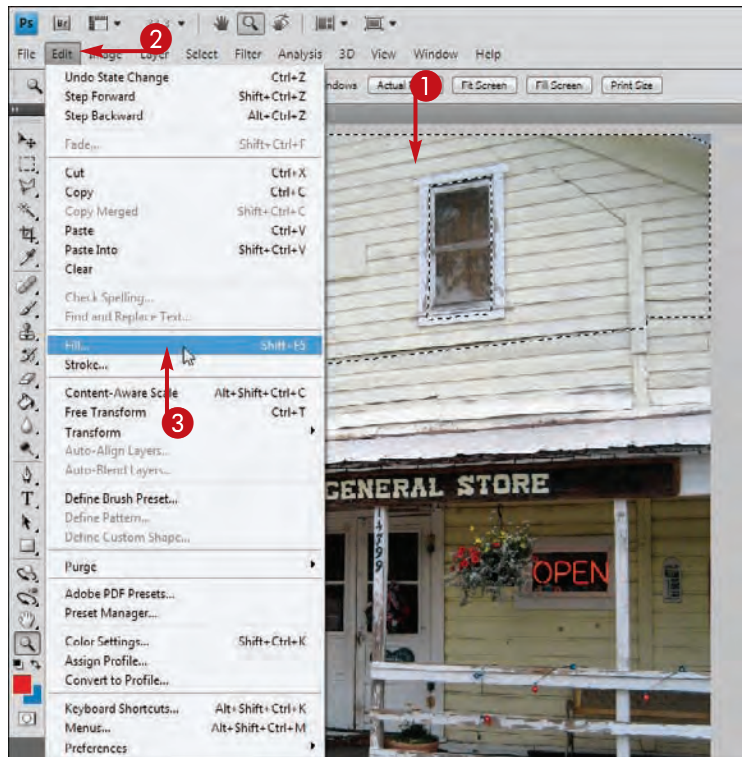 Ps Br
2
File Edit Image Layer Select Filter Analysis 3D View Window Help
1
Fit Screen Fill Screen Print Size
Undo State Change Ctrl+Z
Step Forward Shift+Ctrl+Z
Step Backward Alt+Ctrl+Z
Fade... Shift+Ctrl+F
Cut Ctrl+X
Copy Ctrl+C
Copy Merged Shift+Ctrl+C
Paste Ctrl+V
Paste Into Shift+Ctrl+V
Clear
Check Spelling...
Find and Replace Text...
Fill... Shift+F5
Stroke...
3
Content-Aware Scale Alt+Shift+Ctrl+C
Free Transform Ctrl+T
Transform
Auto-Align Layers...
Auto-Blend Layers...
Define Brush Preset...
Define Pattern...
Define Custom Shape...
Purge
Adobe PDF Presets...
Preset Manager...
Color Settings... Shift+Ctrl+K
Assign Profile...
Convert to Profile...
Keyboard Shortcuts... Alt+Shift+Ctrl+K
Menus... Alt+Shift+Ctrl+M
Preferences
GENERAL STORE
14799
OPEN